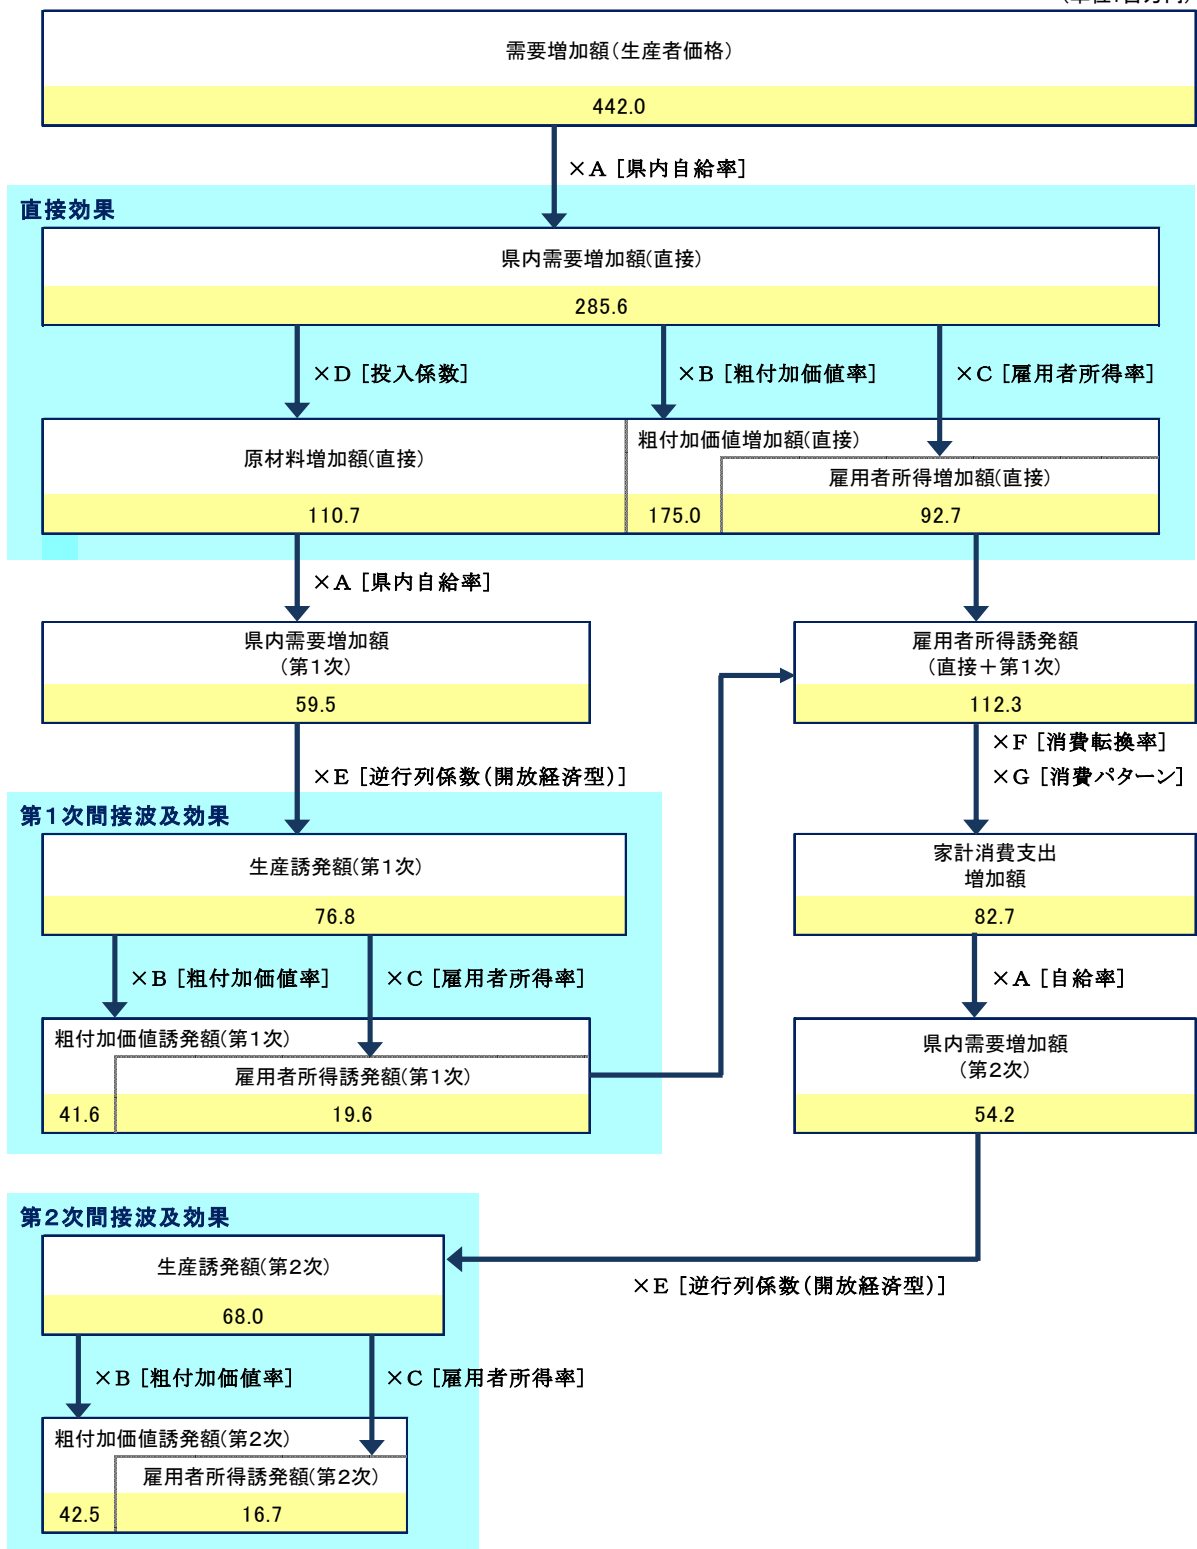 需要増加額(生産者価格)
442.0
×A [県内自給率]
直接効果
県内需要増加額(直接)
285.6
×D [投入係数]
×B [粗付加価値率]
×C [雇用者所得率]
粗付加価値増加額(直接)
原材料増加額(直接)
雇用者所得増加額(直接)
110.7
175.0
92.7
×A [県内自給率]
県内需要増加額
(第1次)
59.5
雇用者所得誘発額
(直接+第1次)
112.3
×F [消費転換率]
×G [消費パターン]
×E [逆行列係数(開放経済型)]
第1次間接波及効果
生産誘発額(第1次)
76.8
家計消費支出
増加額
82.7
×B [粗付加価値率]
×C [雇用者所得率]
×A [自給率]
粗付加価値誘発額(第1次)
雇用者所得誘発額(第1次)
41.6
19.6
県内需要増加額
(第2次)
54.2
第2次間接波及効果
生産誘発額(第2次)
68.0
×E [逆行列係数(開放経済型)]
×B [粗付加価値率]
×C [雇用者所得率]
粗付加価値誘発額(第2次)
雇用者所得誘発額(第2次)
42.5
16.7